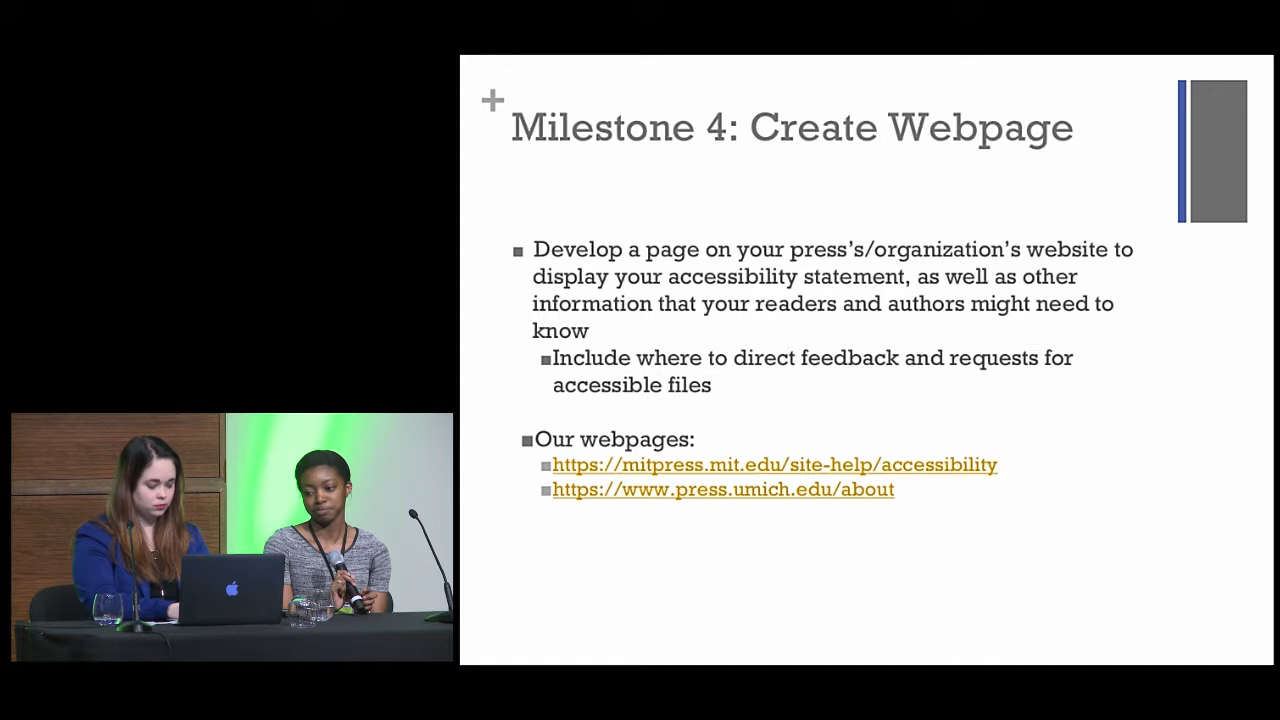 +
Milestone 4: Create Webpage
■ Develop a page on your press's/organization's website to
display your accessibility statement, as well as other
information that your readers and authors might need to
know
■Include where to direct feedback and requests for
accessible files
■Our webpages:
■https://mitpress.mit.edu/site-help/accessibility
■https://www.press.umich.edu/about